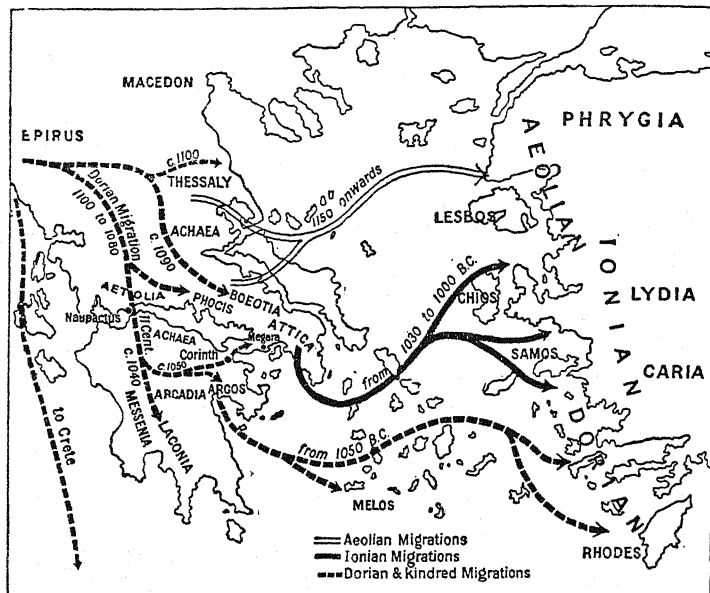 MACEDON
PHRYGIA
EPIRUS
c.1100
THESSALY
1150 onwards
AEOLIAN
LESBOS
Dorian Migration
1100 to 1080
ACHAEA
c.1090
IONIAN
BOEOTIA
AETOLIA
PHOCIS
Naupactus
ATTICA
CHIOS
LYDIA
from 1030 to 1000 B.C.
11 Cent.
ACHAEA
Megara
Corinth
c.1050
SAMOS
CARIA
ARCADIA
ARGOS
c.1040
MESSENIA
LACONIA
to Crete
from 1050 B.C.
DORIAN
MELOS
RHODES
Aeolian Migrations
Ionian Migrations
Dorian & Kindred Migrations